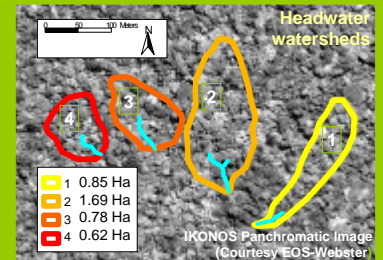 0 50 100 Meters
N
Headwater
watersheds
4
3
2
1
1 0.85 Ha
2 1.69 Ha
3 0.78 Ha
4 0.62 Ha
IKONOS Panchromatic Image
(Courtesy EOS-Webster)